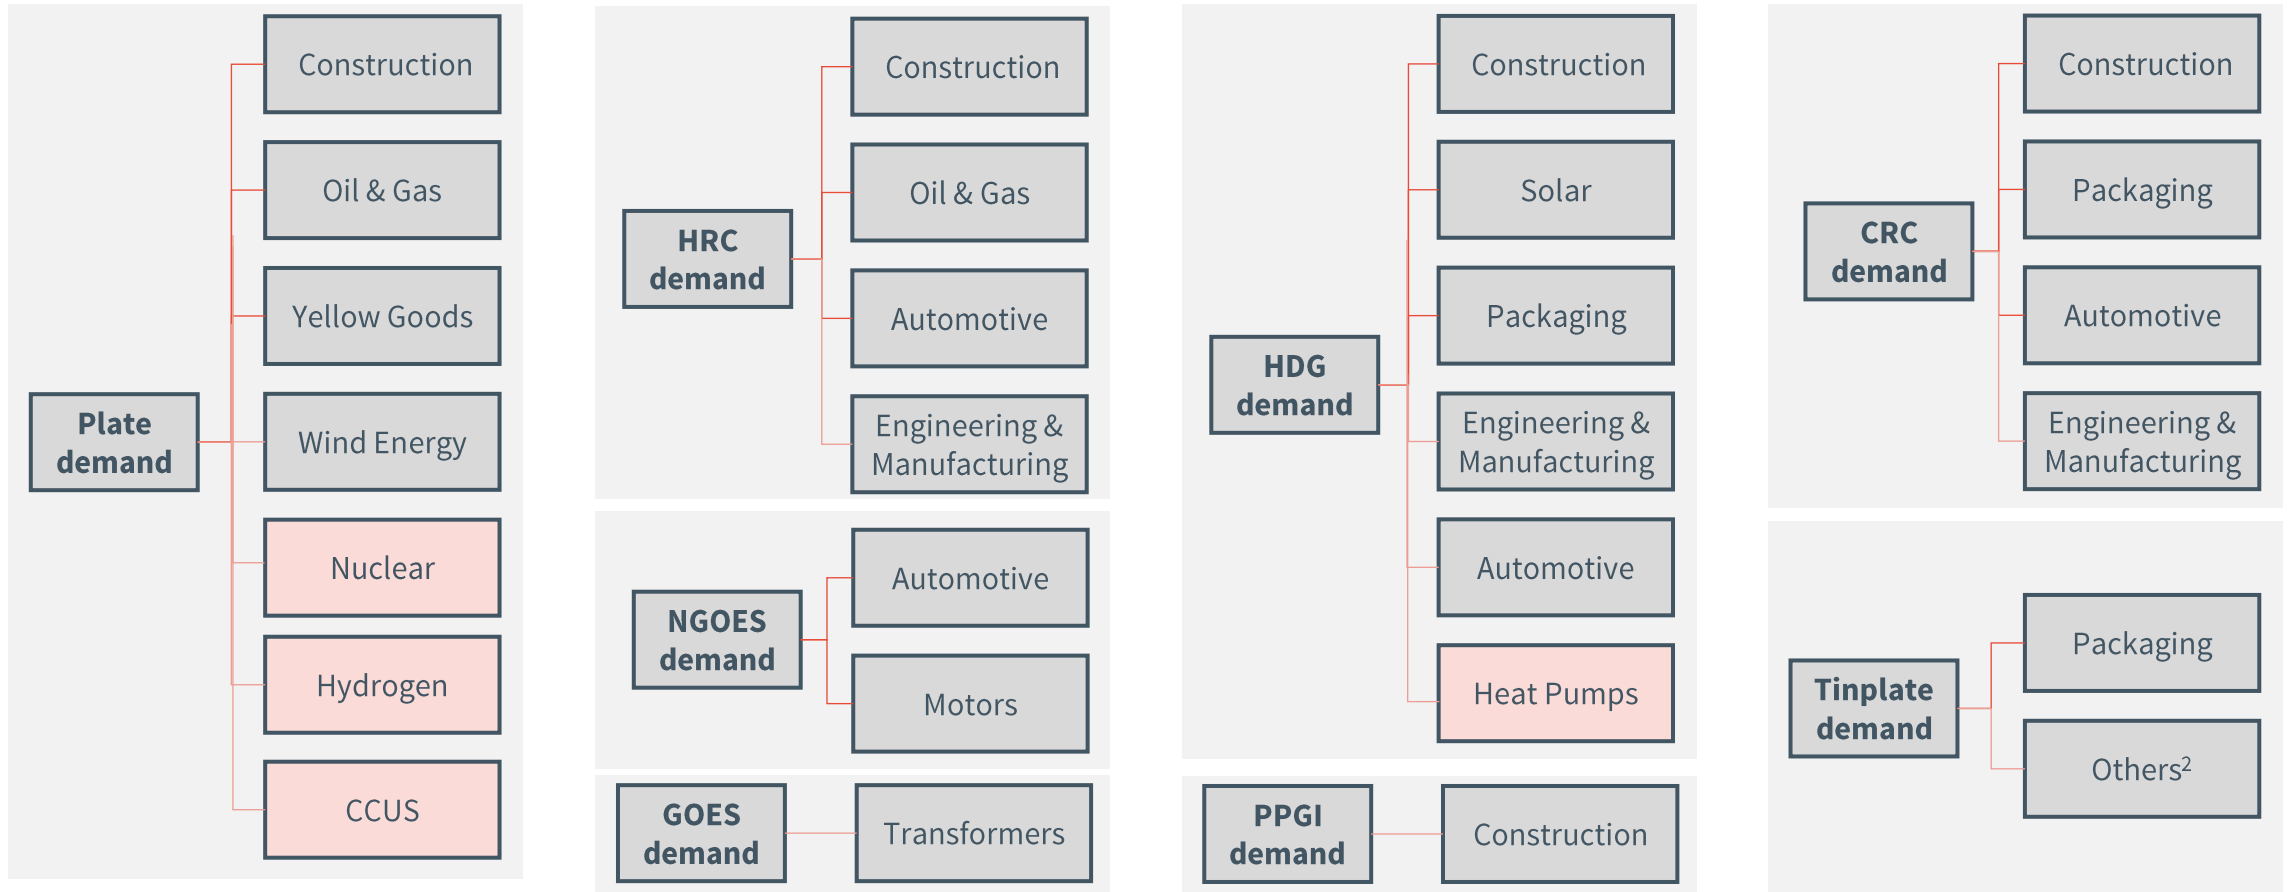 Plate
demand
Construction
Oil & Gas
Yellow Goods
Wind Energy
Nuclear
Hydrogen
CCUS
HRC
demand
Construction
Oil & Gas
Automotive
Engineering &
Manufacturing
NGOES
demand
Automotive
Motors
GOES
demand
Transformers
HDG
demand
Construction
Solar
Packaging
Engineering &
Manufacturing
Automotive
Heat Pumps
PPGI
demand
Construction
CRC
demand
Construction
Packaging
Automotive
Engineering &
Manufacturing
Tinplate
demand
Packaging
Others²